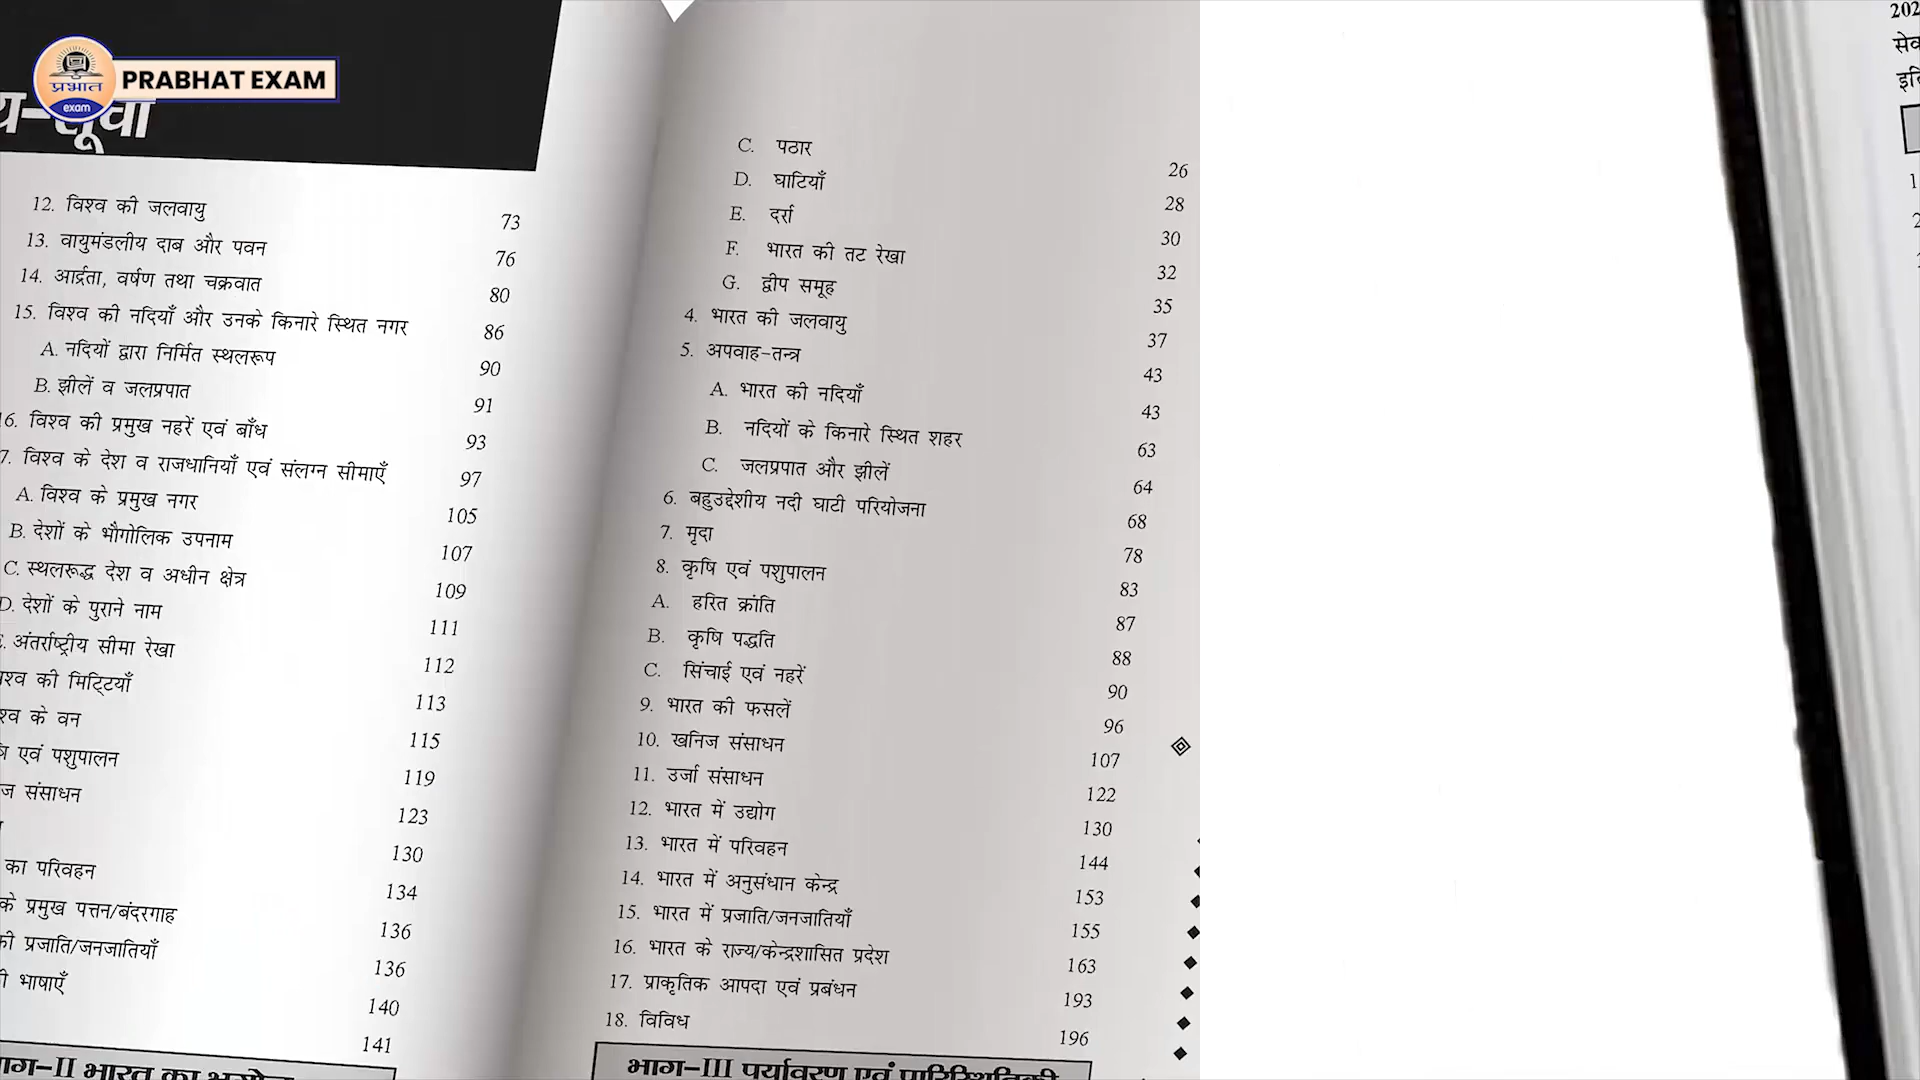 प्रभात
exam
PRABHAT EXAM
12. विश्व की जलवायु 73
13. वायुमंडलीय दाब और पवन 76
14. आर्द्रता, वर्षण तथा चक्रवात 80
15. विश्व की नदियाँ और उनके किनारे स्थित नगर 86
A. नदियों द्वारा निर्मित स्थलरूप 90
B. झीलें व जलप्रपात 91
6. विश्व की प्रमुख नहरें एवं बाँध 93
7. विश्व के देश व राजधानियाँ एवं संलग्न सीमाएँ 97
A. विश्व के प्रमुख नगर 105
B. देशों के भौगोलिक उपनाम 107
C. स्थलरूद्ध देश व अधीन क्षेत्र 109
D. देशों के पुराने नाम 111
अंतर्राष्ट्रीय सीमा रेखा 112
की मिट्टियाँ 113
के वन 115
एवं पशुपालन 119
संसाधन 123
130
का परिवहन 134
के प्रमुख पत्तन/बंदरगाह 136
की प्रजाति/जनजातियाँ 136
भाषाएँ 140
141
C. पठार 26
D. घाटियाँ 28
E. दर्रा 30
F. भारत की तट रेखा 32
G. द्वीप समूह 35
4. भारत की जलवायु 37
5. अपवाह-तन्त्र 43
A. भारत की नदियाँ 43
B. नदियों के किनारे स्थित शहर 63
C. जलप्रपात और झीलें 64
6. बहुउद्देशीय नदी घाटी परियोजना 68
7. मृदा 78
8. कृषि एवं पशुपालन 83
A. हरित क्रांति 87
B. कृषि पद्धति 88
C. सिंचाई एवं नहरें 90
9. भारत की फसलें 96
10. खनिज संसाधन 107
11. उर्जा संसाधन 122
12. भारत में उद्योग 130
13. भारत में परिवहन 144
14. भारत में अनुसंधान केन्द्र 153
15. भारत में प्रजाति/जनजातियाँ 155
16. भारत के राज्य/केन्द्रशासित प्रदेश 163
17. प्राकृतिक आपदा एवं प्रबंधन 193
18. विविध 196
भाग-III पर्यावरण एवं पारिस्थितिकी